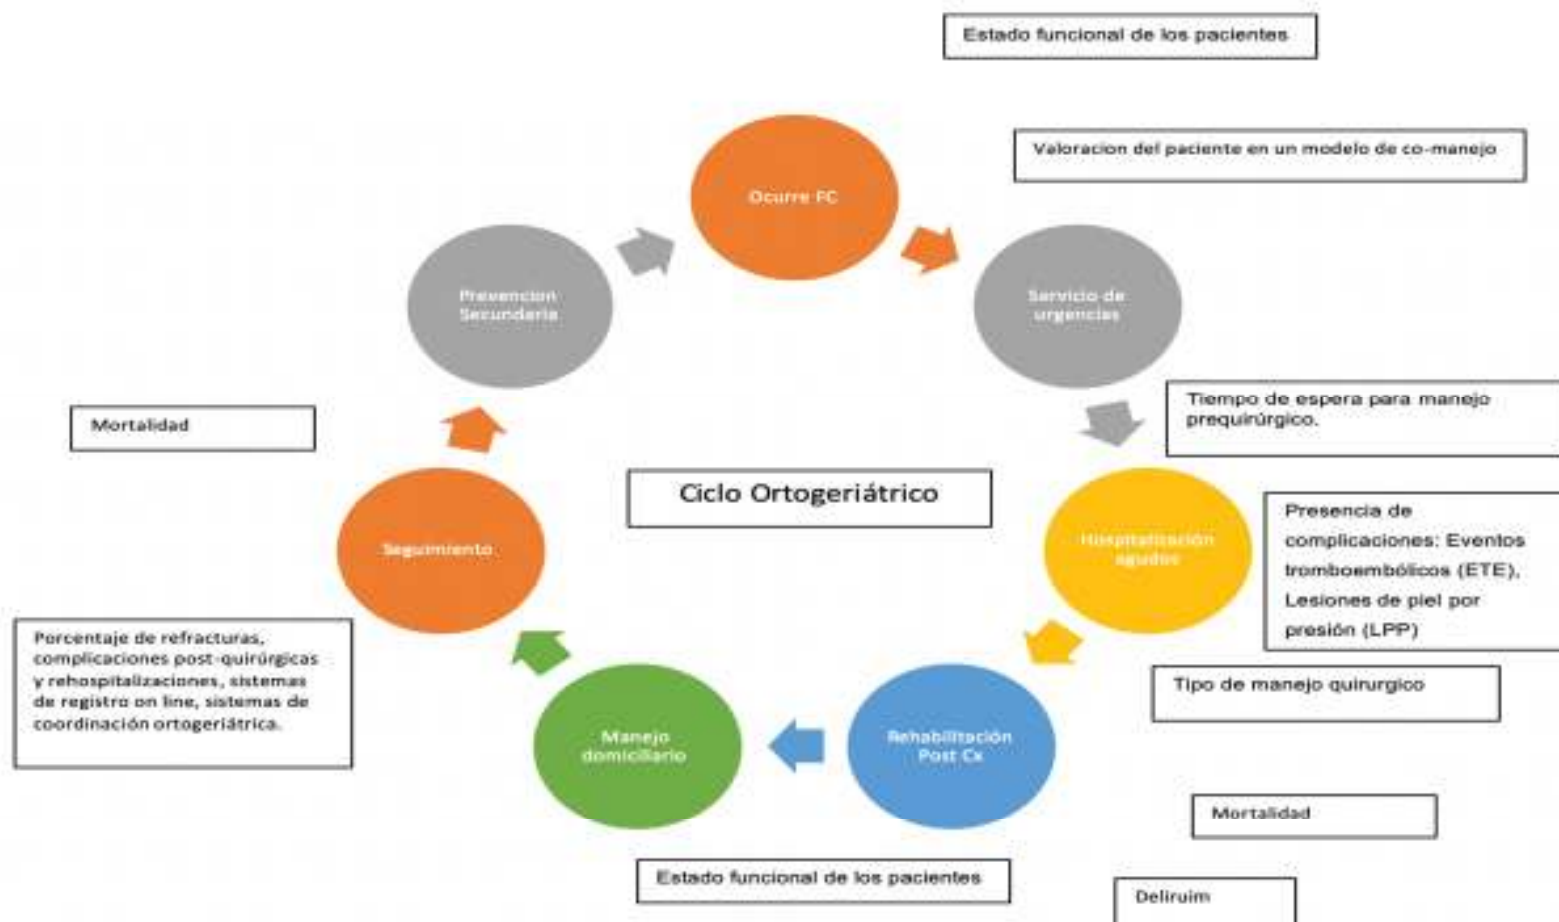 Estado funcional de los pacientes
Valoracion del paciente en un modelo de co-manejo
Ocurre FC
Prevencion
Secundaria
Servicio de
urgencias
Tiempo de espera para manejo
prequirúrgico.
Mortalidad
Ciclo Ortogeriátrico
Seguimiento
Hospitalización
agudos
Presencia de
complicaciones: Eventos
tromboembólicos (ETE),
Lesiones de piel por
presión (LPP)
Porcentaje de refracturas,
complicaciones post-quirúrgicas
y rehospitalizaciones, sistemas
de registro on line, sistemas de
coordinación ortogeriátrica.
Tipo de manejo quirurgico
Manejo
domiciliario
Rehabilitación
Post Cx
Mortalidad
Estado funcional de los pacientes
Deliruim